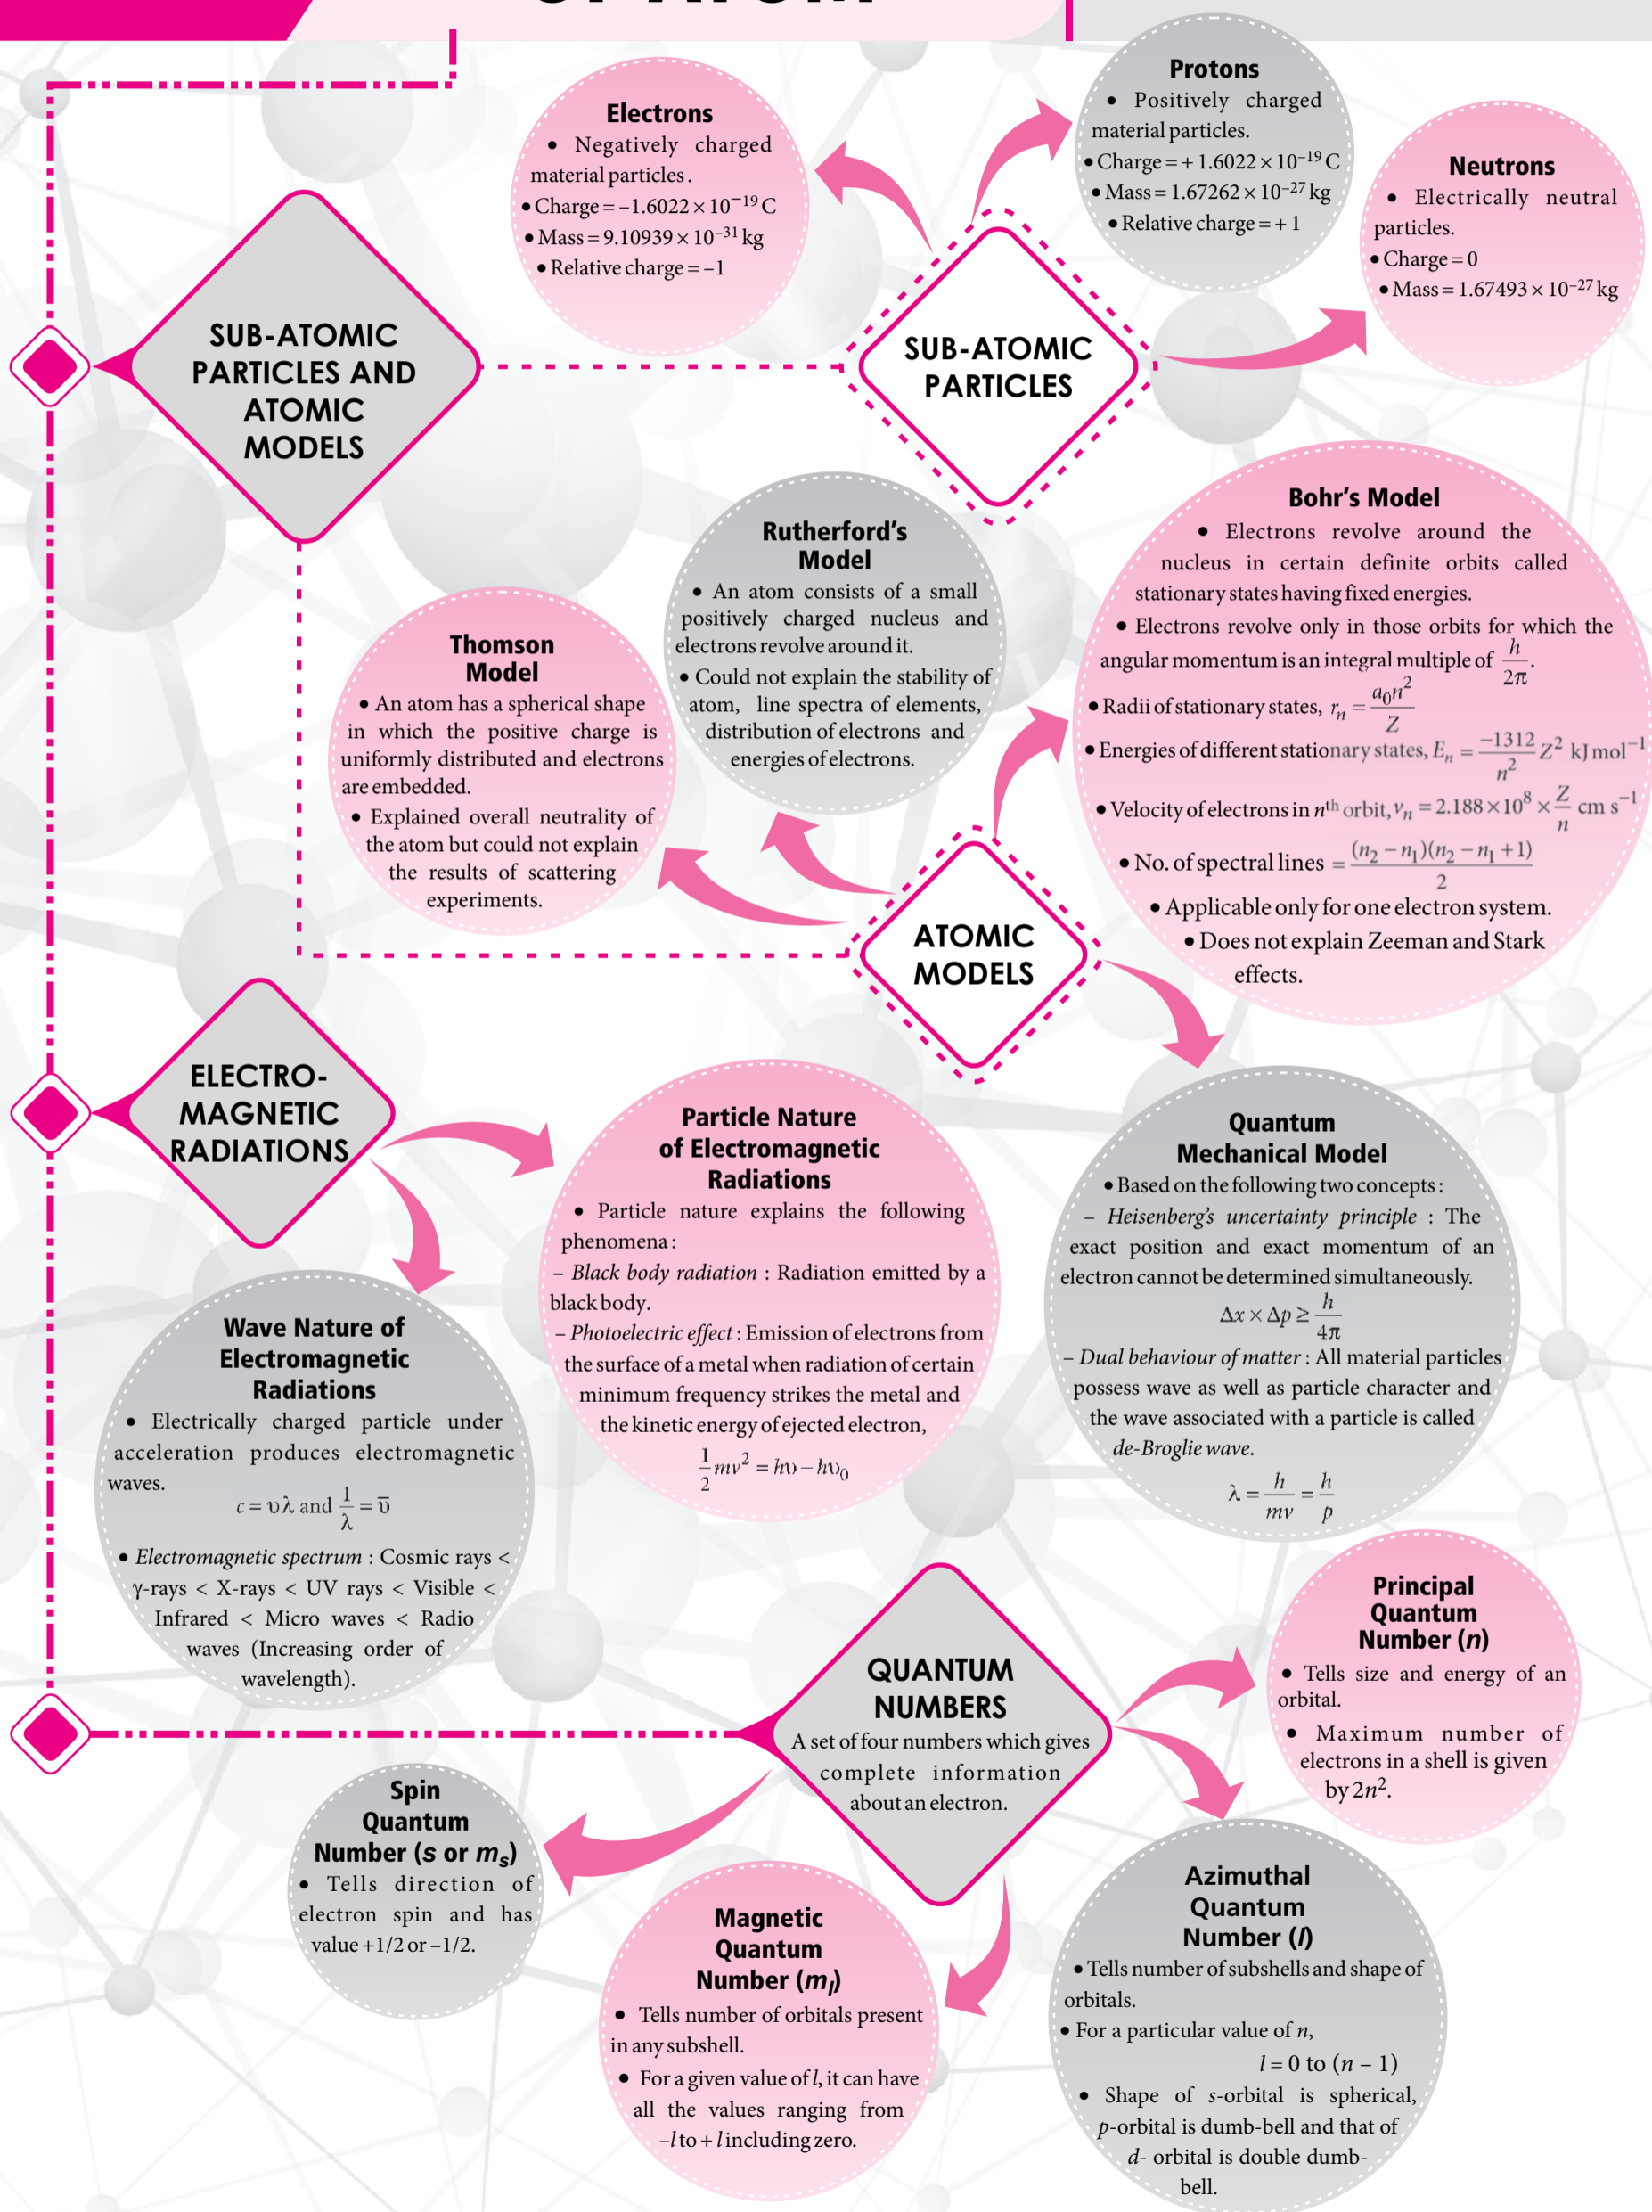 OF ATOM
Electrons
• Negatively charged
material particles.
• Charge = –1.6022 × 10⁻¹⁹ C
• Mass = 9.10939 × 10⁻³¹ kg
• Relative charge = –1
Protons
• Positively charged
material particles.
• Charge = + 1.6022 × 10⁻¹⁹ C
• Mass = 1.67262 × 10⁻²⁷ kg
• Relative charge = + 1
Neutrons
• Electrically neutral
particles.
• Charge = 0
• Mass = 1.67493 × 10⁻²⁷ kg
SUB-ATOMIC
PARTICLES AND
ATOMIC
MODELS
SUB-ATOMIC
PARTICLES
Thomson
Model
• An atom has a spherical shape
in which the positive charge is
uniformly distributed and electrons
are embedded.
• Explained overall neutrality of
the atom but could not explain
the results of scattering
experiments.
Rutherford's
Model
• An atom consists of a small
positively charged nucleus and
electrons revolve around it.
• Could not explain the stability of
atom, line spectra of elements,
distribution of electrons and
energies of electrons.
Bohr's Model
• Electrons revolve around the
nucleus in certain definite orbits called
stationary states having fixed energies.
• Electrons revolve only in those orbits for which the
angular momentum is an integral multiple of h/2π.
• Radii of stationary states, rₙ = a₀n²/Z
• Energies of different stationary states, Eₙ = –1312/n² Z² kJ mol⁻¹
• Velocity of electrons in nᵗʰ orbit, vₙ = 2.188 × 10⁸ × Z/n cm s⁻¹
• No. of spectral lines = (n₂ – n₁)(n₂ – n₁ + 1)/2
• Applicable only for one electron system.
• Does not explain Zeeman and Stark
effects.
ATOMIC
MODELS
ELECTRO-
MAGNETIC
RADIATIONS
Particle Nature
of Electromagnetic
Radiations
• Particle nature explains the following
phenomena :
– Black body radiation : Radiation emitted by a
black body.
– Photoelectric effect : Emission of electrons from
the surface of a metal when radiation of certain
minimum frequency strikes the metal and
the kinetic energy of ejected electron,
1/2 mv² = hυ – hυ₀
Quantum
Mechanical Model
• Based on the following two concepts :
– Heisenberg's uncertainty principle : The
exact position and exact momentum of an
electron cannot be determined simultaneously.
Δx × Δp ≥ h/4π
– Dual behaviour of matter : All material particles
possess wave as well as particle character and
the wave associated with a particle is called
de-Broglie wave.
λ = h/mv = h/p
Wave Nature of
Electromagnetic
Radiations
• Electrically charged particle under
acceleration produces electromagnetic
waves.
c = υλ and 1/λ = ῡ
• Electromagnetic spectrum : Cosmic rays <
γ-rays < X-rays < UV rays < Visible <
Infrared < Micro waves < Radio
waves (Increasing order of
wavelength).
QUANTUM
NUMBERS
A set of four numbers which gives
complete information
about an electron.
Principal
Quantum
Number (n)
• Tells size and energy of an
orbital.
• Maximum number of
electrons in a shell is given
by 2n².
Spin
Quantum
Number (s or mₛ)
• Tells direction of
electron spin and has
value +1/2 or –1/2.
Magnetic
Quantum
Number (mₗ)
• Tells number of orbitals present
in any subshell.
• For a given value of l, it can have
all the values ranging from
–l to + l including zero.
Azimuthal
Quantum
Number (l)
• Tells number of subshells and shape of
orbitals.
• For a particular value of n,
l = 0 to (n – 1)
• Shape of s-orbital is spherical,
p-orbital is dumb-bell and that of
d- orbital is double dumb-
bell.